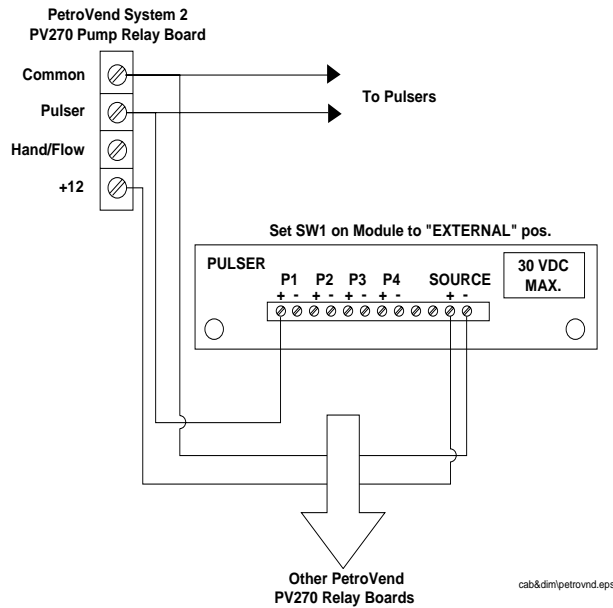 PetroVend System 2
PV270 Pump Relay Board
Common
Pulser
To Pulsers
Hand/Flow
+12
Set SW1 on Module to "EXTERNAL" pos.
PULSER
P1 P2 P3 P4 SOURCE
+ - + - + - + - + -
30 VDC
MAX.
Other PetroVend
PV270 Relay Boards
cab&dim\petrovnd.eps